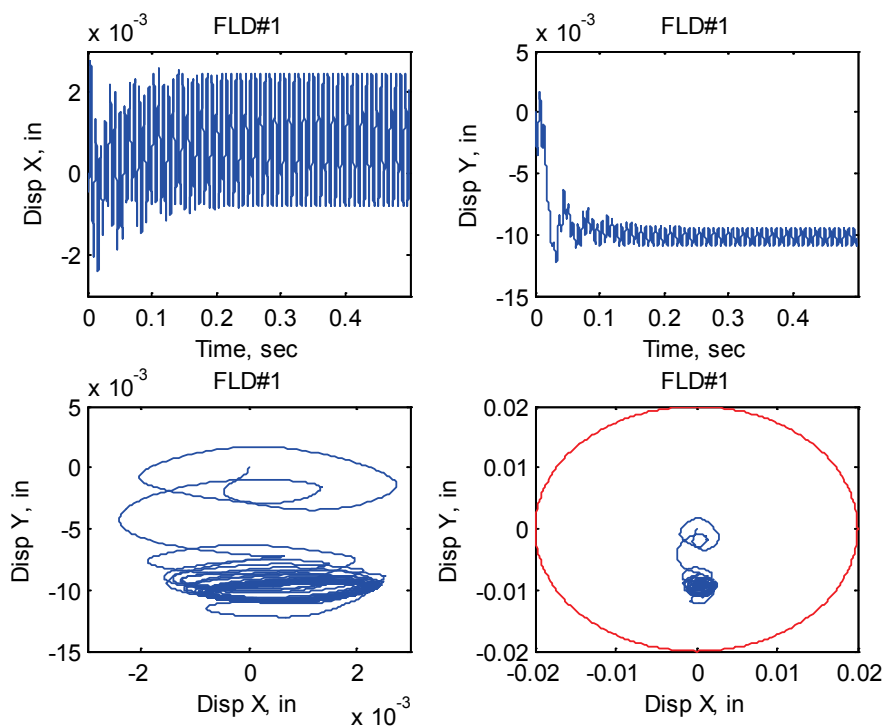 x 10-3
FLD#1
Disp X, in
2
0
-2
0
0.1
0.2
0.3
0.4
Time, sec
x 10-3
FLD#1
Disp Y, in
5
0
-5
-10
-15
0
0.1
0.2
0.3
0.4
Time, sec
x 10-3
FLD#1
Disp Y, in
5
0
-5
-10
-15
-2
0
2
Disp X, in
x 10-3
FLD#1
Disp Y, in
0.02
0.01
0
-0.01
-0.02
-0.02
-0.01
0
0.01
0.02
Disp X, in